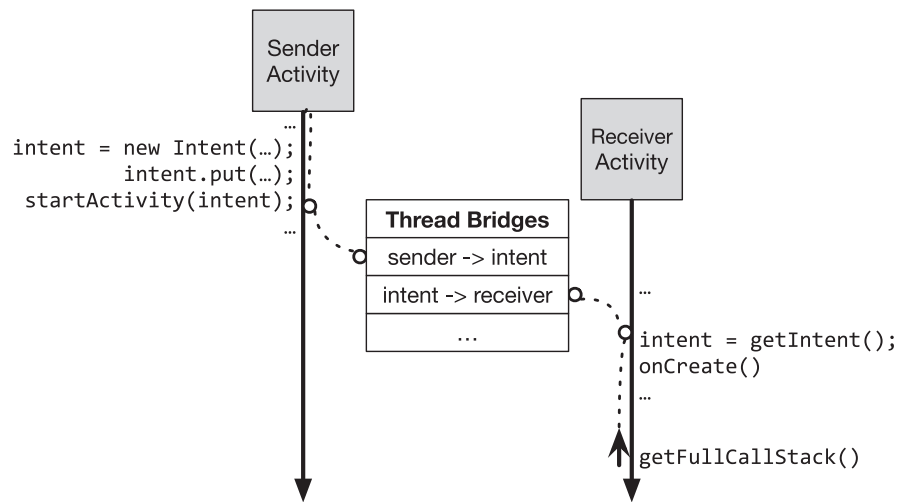 Sender
Activity
…
intent = new Intent(…);
intent.put(…);
startActivity(intent);
…
Thread Bridges
sender -> intent
intent -> receiver
…
Receiver
Activity
…
intent = getIntent();
onCreate()
…
getFullCallStack()